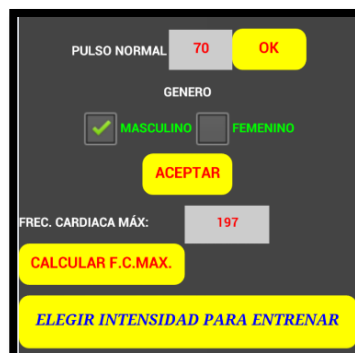 PULSO NORMAL 70 OK
GENERO
MASCULINO FEMENINO
ACEPTAR
FREC. CARDIACA MÁX: 197
CALCULAR F.C.MAX.
ELEGIR INTENSIDAD PARA ENTRENAR